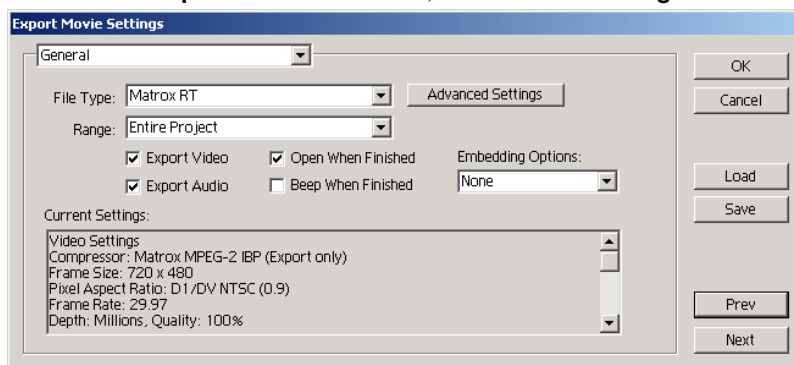 Export Movie Settings
General
OK
File Type: Matrox RT Advanced Settings
Cancel
Range: Entire Project
Export Video Open When Finished Embedding Options:
Load
Export Audio Beep When Finished None
Save
Current Settings:
Video Settings
Compressor: Matrox MPEG-2 IBP (Export only)
Frame Size: 720 x 480
Pixel Aspect Ratio: D1/DV NTSC (0.9)
Frame Rate: 29.97
Depth: Millions, Quality: 100%
Prev
Next